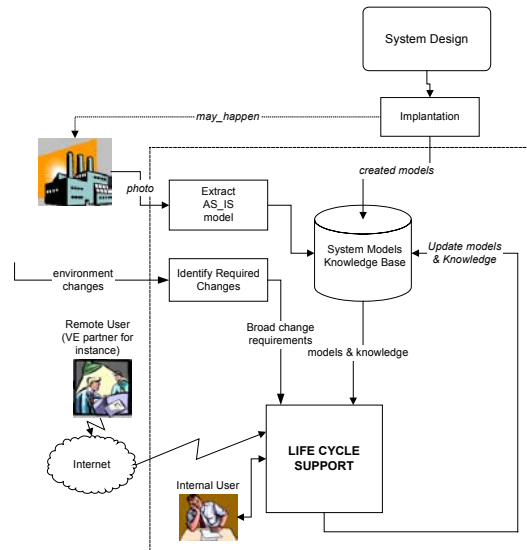 System Design
Implantation
may_happen
created models
photo
Extract
AS_IS
model
System Models
Knowledge Base
Update models
& Knowledge
environment
changes
Identify Required
Changes
Broad change
requirements
models & knowledge
Remote User
(VE partner for
instance)
Internet
LIFE CYCLE
SUPPORT
Internal User